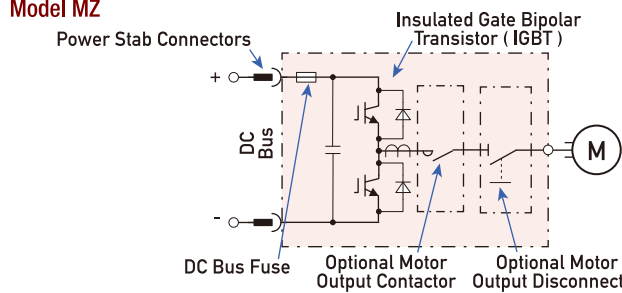 Model MZ
Insulated Gate Bipolar
Transistor ( IGBT )
Power Stab Connectors
+
DC
Bus
M
-
DC Bus Fuse
Optional Motor
Output Contactor
Optional Motor
Output Disconnect